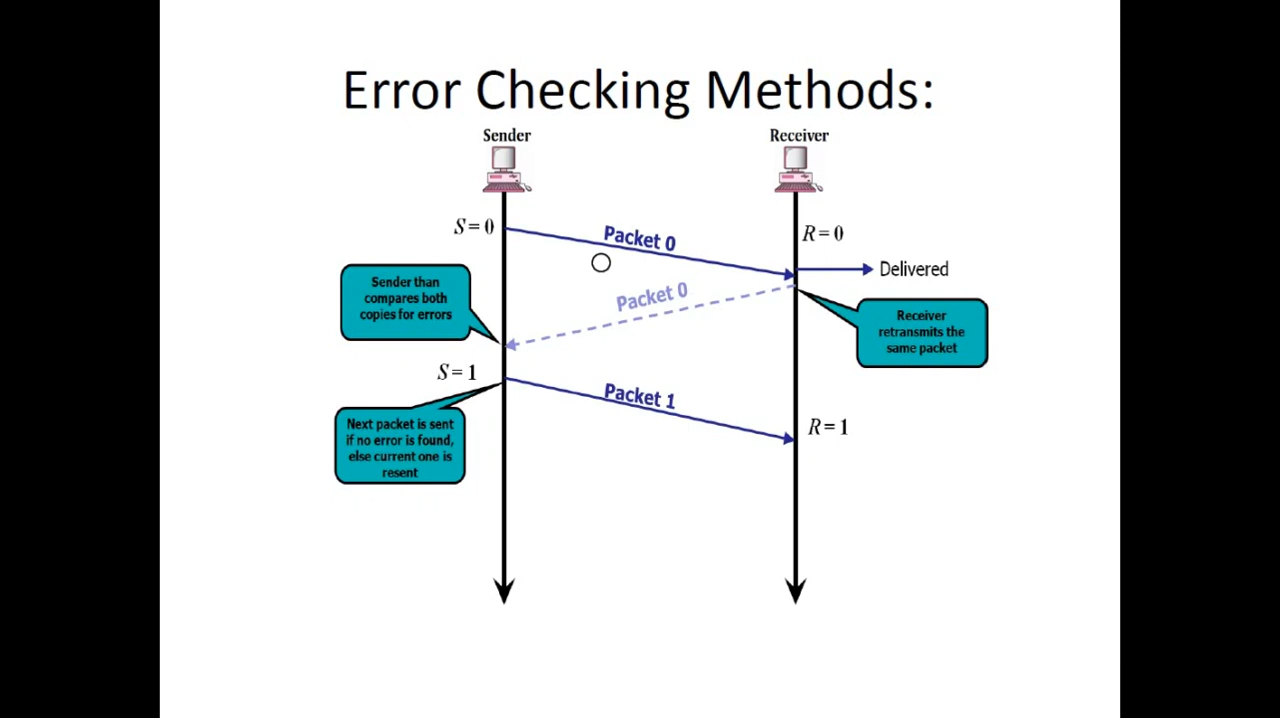 Error Checking Methods:
Sender
Receiver
S = 0
Packet 0
R = 0
Delivered
Sender than
compares both
copies for errors
Packet 0
Receiver
retransmits the
same packet
S = 1
Packet 1
Next packet is sent
if no error is found,
else current one is
resent
R = 1